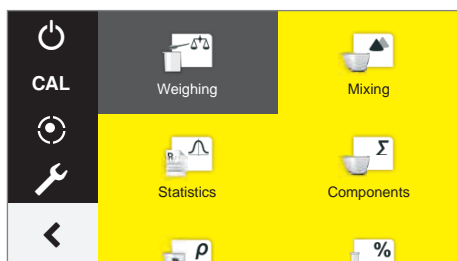 CAL
Weighing
Mixing
Σ
Statistics
Components
ρ
%